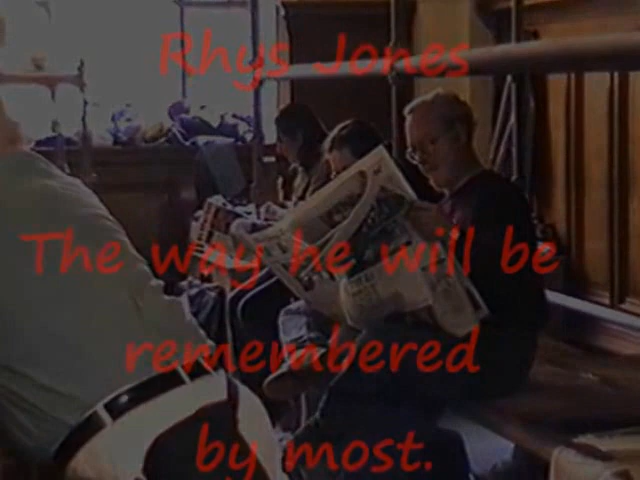 Rhys Jones
The way he will be
remembered
by most.